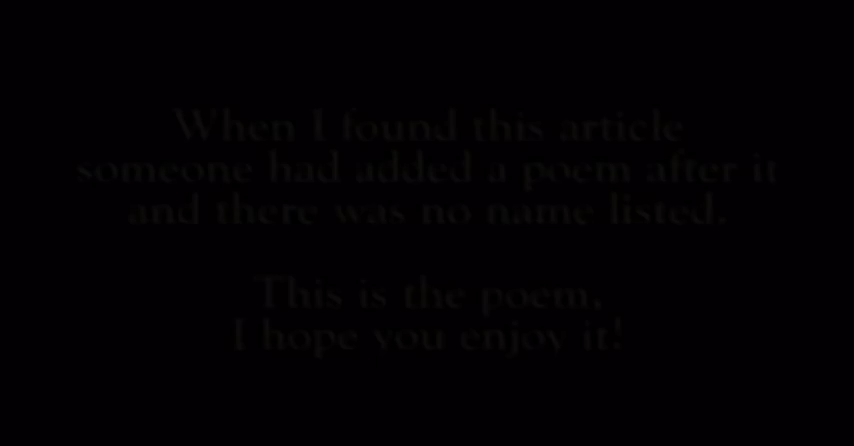 When I found this article
someone had added a poem after it
and there was no name listed.
This is the poem,
I hope you enjoy it!